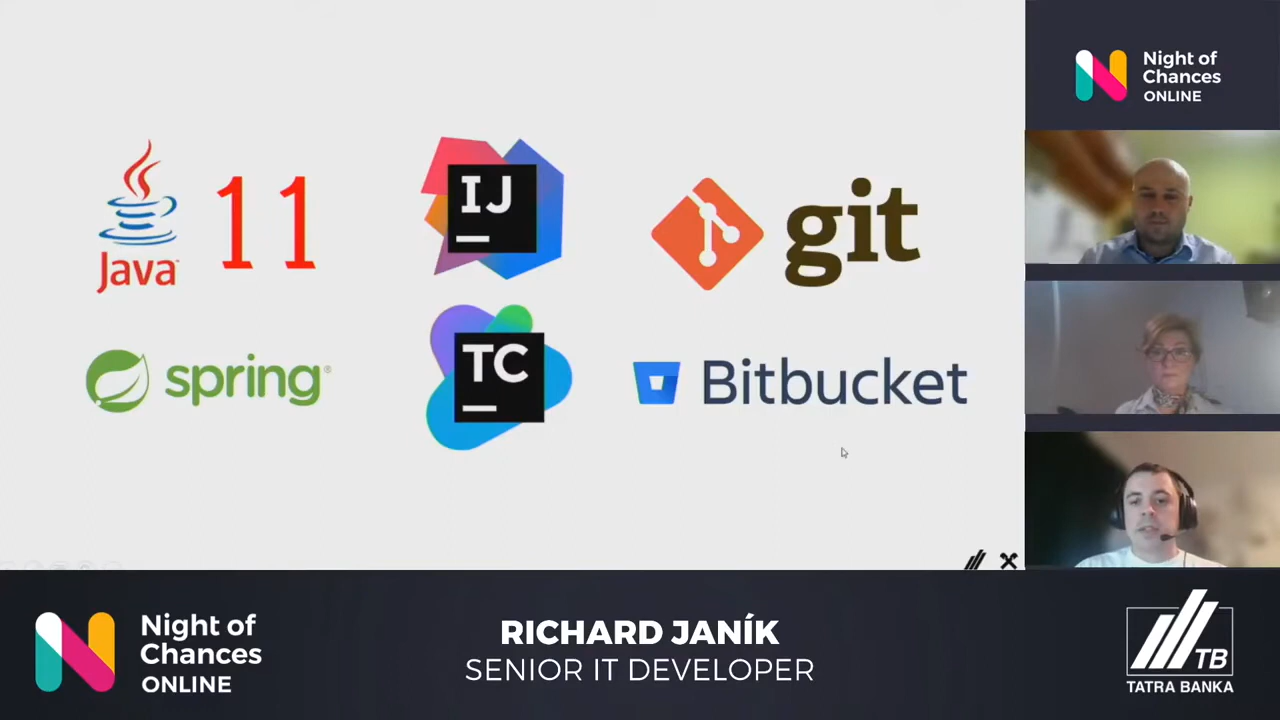 Java 11
IJ
git
spring
TC
Bitbucket
Night of
Chances
ONLINE
Night of
Chances
ONLINE
RICHARD JANÍK
SENIOR IT DEVELOPER
TB
TATRA BANKA